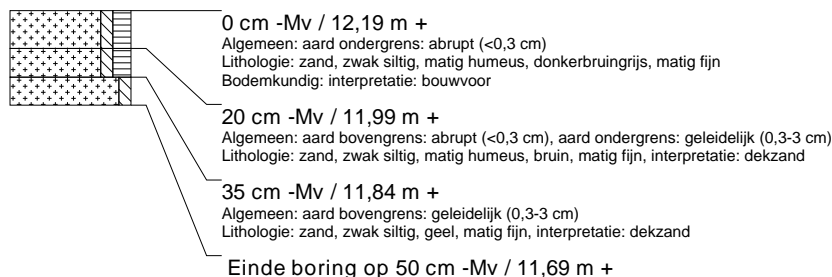 0 cm -Mv / 12,19 m +
Algemeen: aard ondergrens: abrupt (<0,3 cm)
Lithologie: zand, zwak siltig, matig humeus, donkerbruingrijs, matig fijn
Bodemkundig: interpretatie: bouwvoor
20 cm -Mv / 11,99 m +
Algemeen: aard bovengrens: abrupt (<0,3 cm), aard ondergrens: geleidelijk (0,3-3 cm)
Lithologie: zand, zwak siltig, matig humeus, bruin, matig fijn, interpretatie: dekzand
35 cm -Mv / 11,84 m +
Algemeen: aard bovengrens: geleidelijk (0,3-3 cm)
Lithologie: zand, zwak siltig, geel, matig fijn, interpretatie: dekzand
Einde boring op 50 cm -Mv / 11,69 m +